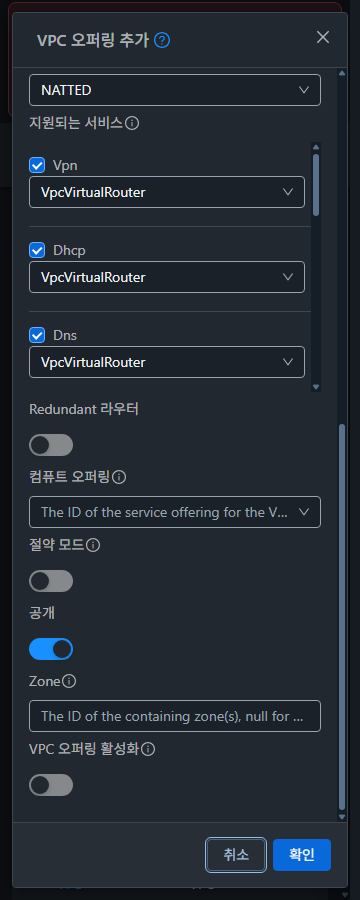 VPC 오퍼링 추가
NATTED
지원되는 서비스
Vpn
VpcVirtualRouter
Dhcp
VpcVirtualRouter
Dns
VpcVirtualRouter
Redundant 라우터
컴퓨트 오퍼링
The ID of the service offering for the V...
절약 모드
공개
Zone
The ID of the containing zone(s), null for ...
VPC 오퍼링 활성화
취소 확인